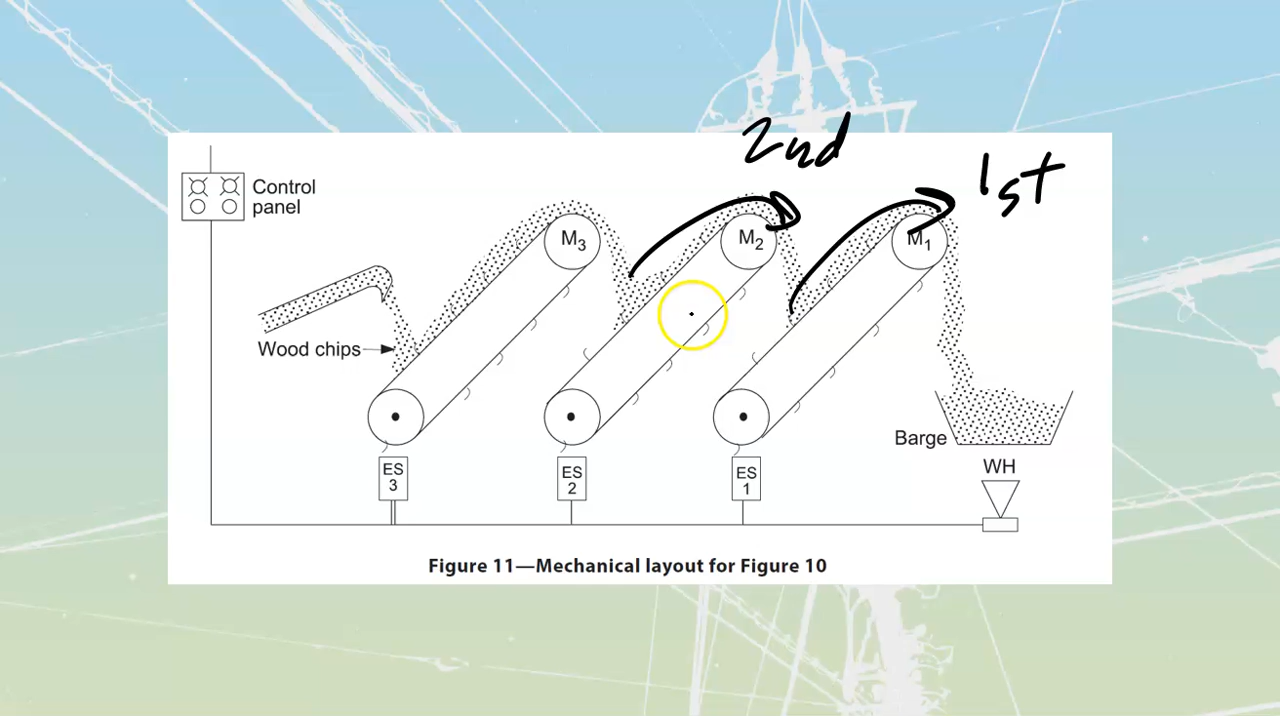 2nd
1st
Control
panel
M3
M2
M1
Wood chips
Barge
ES
3
ES
2
ES
1
WH
Figure 11—Mechanical layout for Figure 10